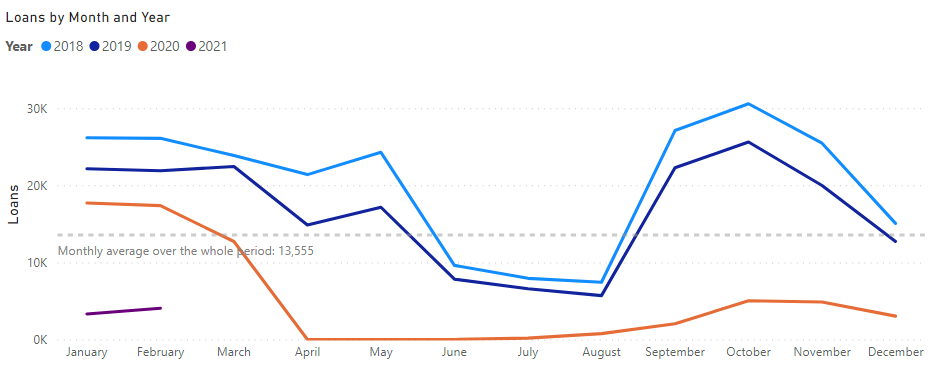 Loans by Month and Year
Year 2018 2019 2020 2021
30K
20K
10K
0K
Loans
Monthly average over the whole period: 13,555
January February March April May June July August September October November December